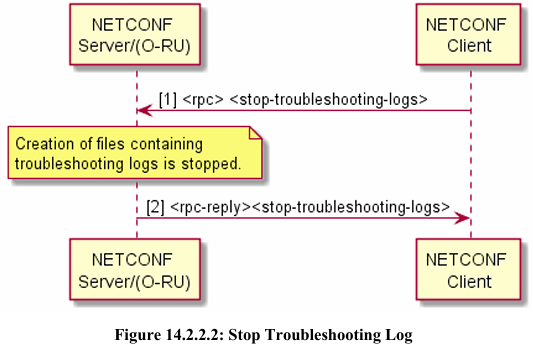 NETCONF
Server/(O-RU)
NETCONF
Client
[1] <rpc> <stop-troubleshooting-logs>
Creation of files containing
troubleshooting logs is stopped.
[2] <rpc-reply><stop-troubleshooting-logs>
NETCONF
Server/(O-RU)
NETCONF
Client
Figure 14.2.2.2: Stop Troubleshooting Log